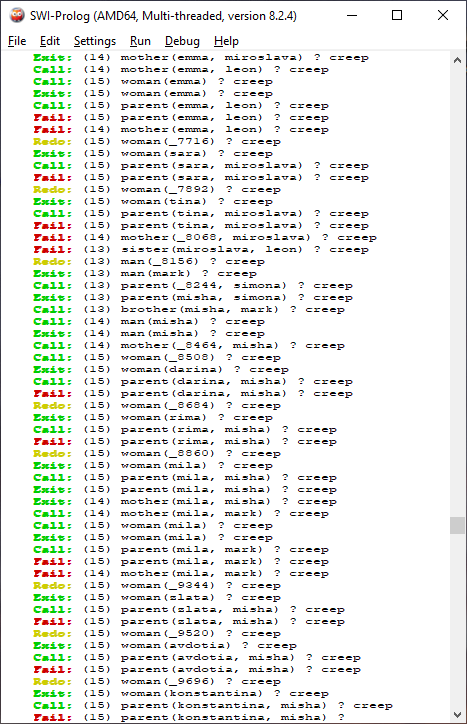 SWI-Prolog (AMD64, Multi-threaded, version 8.2.4)
File Edit Settings Run Debug Help
Exit: (14) mother(emma, miroslava) ? creep
Call: (14) mother(emma, leon) ? creep
Call: (15) woman(emma) ? creep
Exit: (15) woman(emma) ? creep
Call: (15) parent(emma, leon) ? creep
Fail: (15) parent(emma, leon) ? creep
Fail: (14) mother(emma, leon) ? creep
Redo: (15) woman(_7716) ? creep
Exit: (15) woman(sara) ? creep
Call: (15) parent(sara, miroslava) ? creep
Fail: (15) parent(sara, miroslava) ? creep
Redo: (15) woman(_7892) ? creep
Exit: (15) woman(tina) ? creep
Call: (15) parent(tina, miroslava) ? creep
Fail: (15) parent(tina, miroslava) ? creep
Fail: (14) mother(_8068, miroslava) ? creep
Fail: (13) sister(miroslava, leon) ? creep
Redo: (13) man(_8156) ? creep
Exit: (13) man(mark) ? creep
Call: (13) parent(_8244, simona) ? creep
Exit: (13) parent(misha, simona) ? creep
Call: (13) brother(misha, mark) ? creep
Call: (14) man(misha) ? creep
Exit: (14) man(misha) ? creep
Call: (14) mother(_8464, misha) ? creep
Call: (15) woman(_8508) ? creep
Exit: (15) woman(darina) ? creep
Call: (15) parent(darina, misha) ? creep
Fail: (15) parent(darina, misha) ? creep
Redo: (15) woman(_8684) ? creep
Exit: (15) woman(rima) ? creep
Call: (15) parent(rima, misha) ? creep
Fail: (15) parent(rima, misha) ? creep
Redo: (15) woman(_8860) ? creep
Exit: (15) woman(mila) ? creep
Call: (15) parent(mila, misha) ? creep
Exit: (15) parent(mila, misha) ? creep
Exit: (14) mother(mila, misha) ? creep
Call: (14) mother(mila, mark) ? creep
Call: (15) woman(mila) ? creep
Exit: (15) woman(mila) ? creep
Call: (15) parent(mila, mark) ? creep
Fail: (15) parent(mila, mark) ? creep
Fail: (14) mother(mila, mark) ? creep
Redo: (15) woman(_9344) ? creep
Exit: (15) woman(zlata) ? creep
Call: (15) parent(zlata, misha) ? creep
Fail: (15) parent(zlata, misha) ? creep
Redo: (15) woman(_9520) ? creep
Exit: (15) woman(avdotia) ? creep
Call: (15) parent(avdotia, misha) ? creep
Fail: (15) parent(avdotia, misha) ? creep
Redo: (15) woman(_9696) ? creep
Exit: (15) woman(konstantina) ? creep
Call: (15) parent(konstantina, misha) ? creep
Fail: (15) parent(konstantina, misha) ?